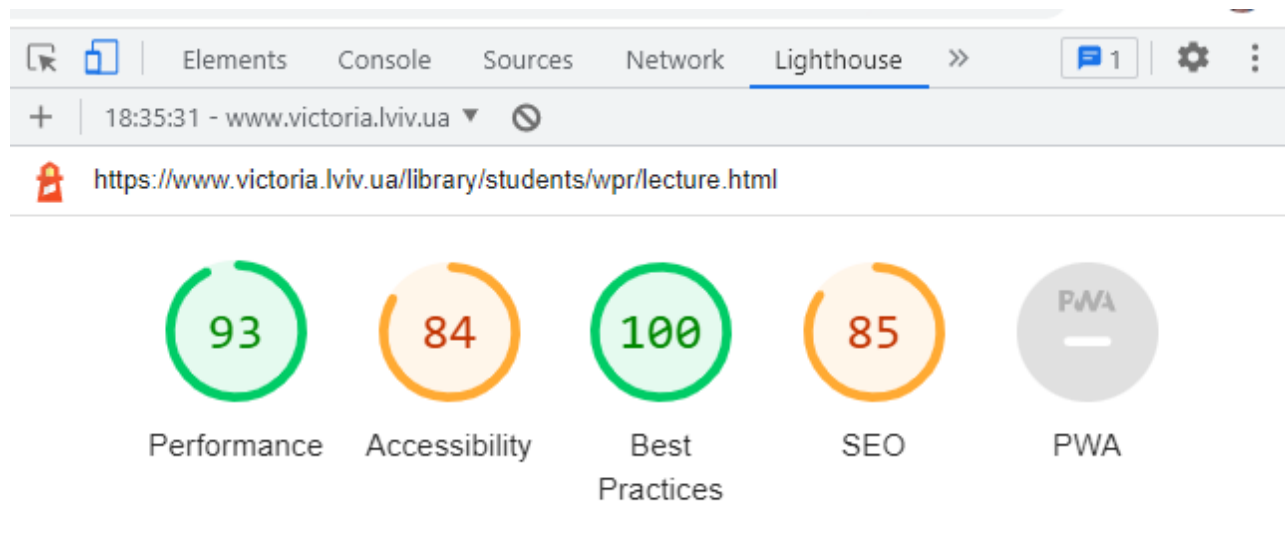 Elements Console Sources Network Lighthouse » 1
+ 18:35:31 - www.victoria.lviv.ua ▼
https://www.victoria.lviv.ua/library/students/wpr/lecture.html
93 84 100 85 PWA
Performance Accessibility Best Practices SEO PWA